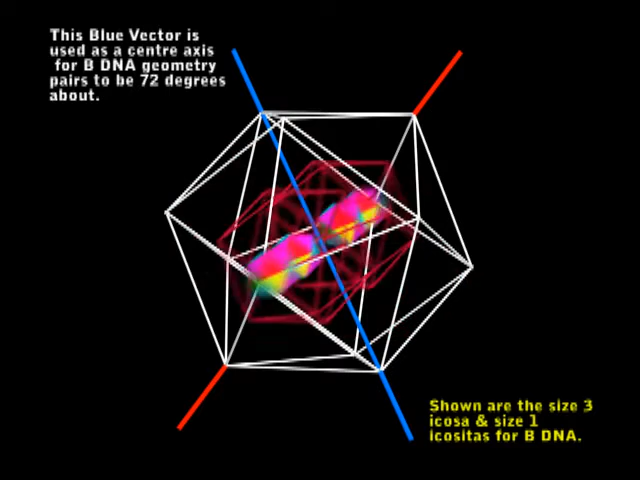 This Blue Vector is
used as a centre axis
for B DNA geometry
pairs to be 72 degrees
about.
Shown are the size 3
icosa & size 1
icositas for B DNA.